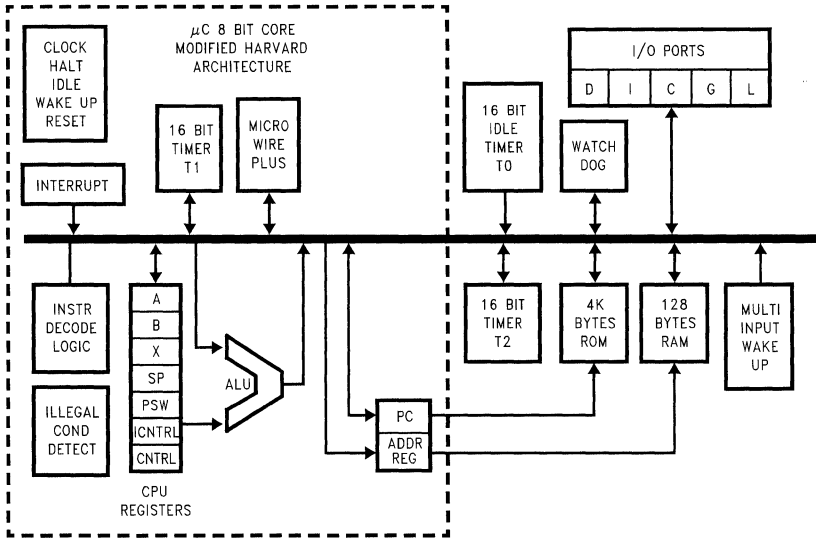 CLOCK
HALT
IDLE
WAKE UP
RESET
μC 8 BIT CORE
MODIFIED HARVARD
ARCHITECTURE
I/O PORTS
D I C G L
16 BIT
TIMER
T1
MICRO
WIRE
PLUS
16 BIT
IDLE
TIMER
T0
WATCH
DOG
INTERRUPT
INSTR
DECODE
LOGIC
A
B
X
SP
PSW
ICNTRL
CNTRL
CPU
REGISTERS
ALU
ILLEGAL
COND
DETECT
PC
ADDR
REG
16 BIT
TIMER
T2
4K
BYTES
ROM
128
BYTES
RAM
MULTI
INPUT
WAKE
UP